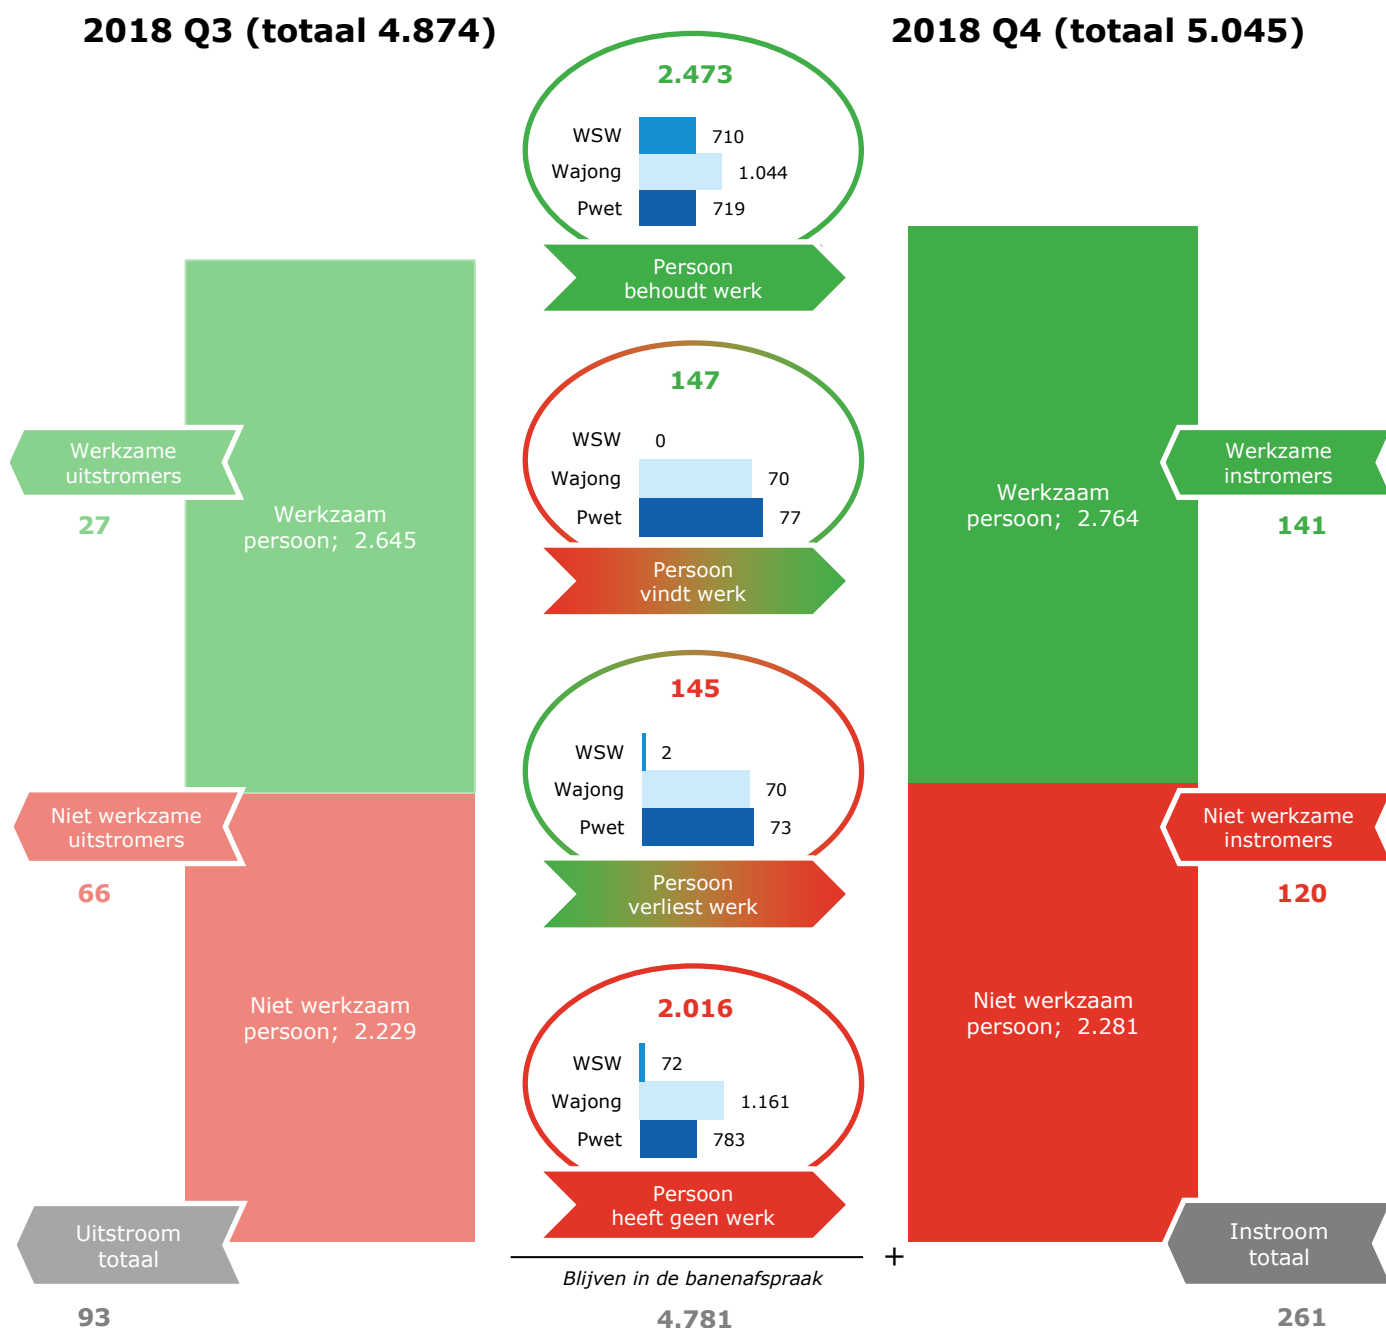 2018 Q3 (totaal 4.874)
2018 Q4 (totaal 5.045)
2.473
WSW 710
Wajong 1.044
Pwet 719
Persoon
behoudt werk
147
WSW 0
Wajong 70
Pwet 77
Persoon
vindt werk
145
WSW 2
Wajong 70
Pwet 73
Persoon
verliest werk
2.016
WSW 72
Wajong 1.161
Pwet 783
Persoon
heeft geen werk
+
Blijven in de banenafspraak
4.781
Werkzame
uitstromers
27
Werkzaam
persoon; 2.645
Niet werkzame
uitstromers
66
Niet werkzaam
persoon; 2.229
Uitstroom
totaal
93
Werkzaam
persoon; 2.764
Werkzame
instromers
141
Niet werkzame
instromers
120
Niet werkzaam
persoon; 2.281
Instroom
totaal
261